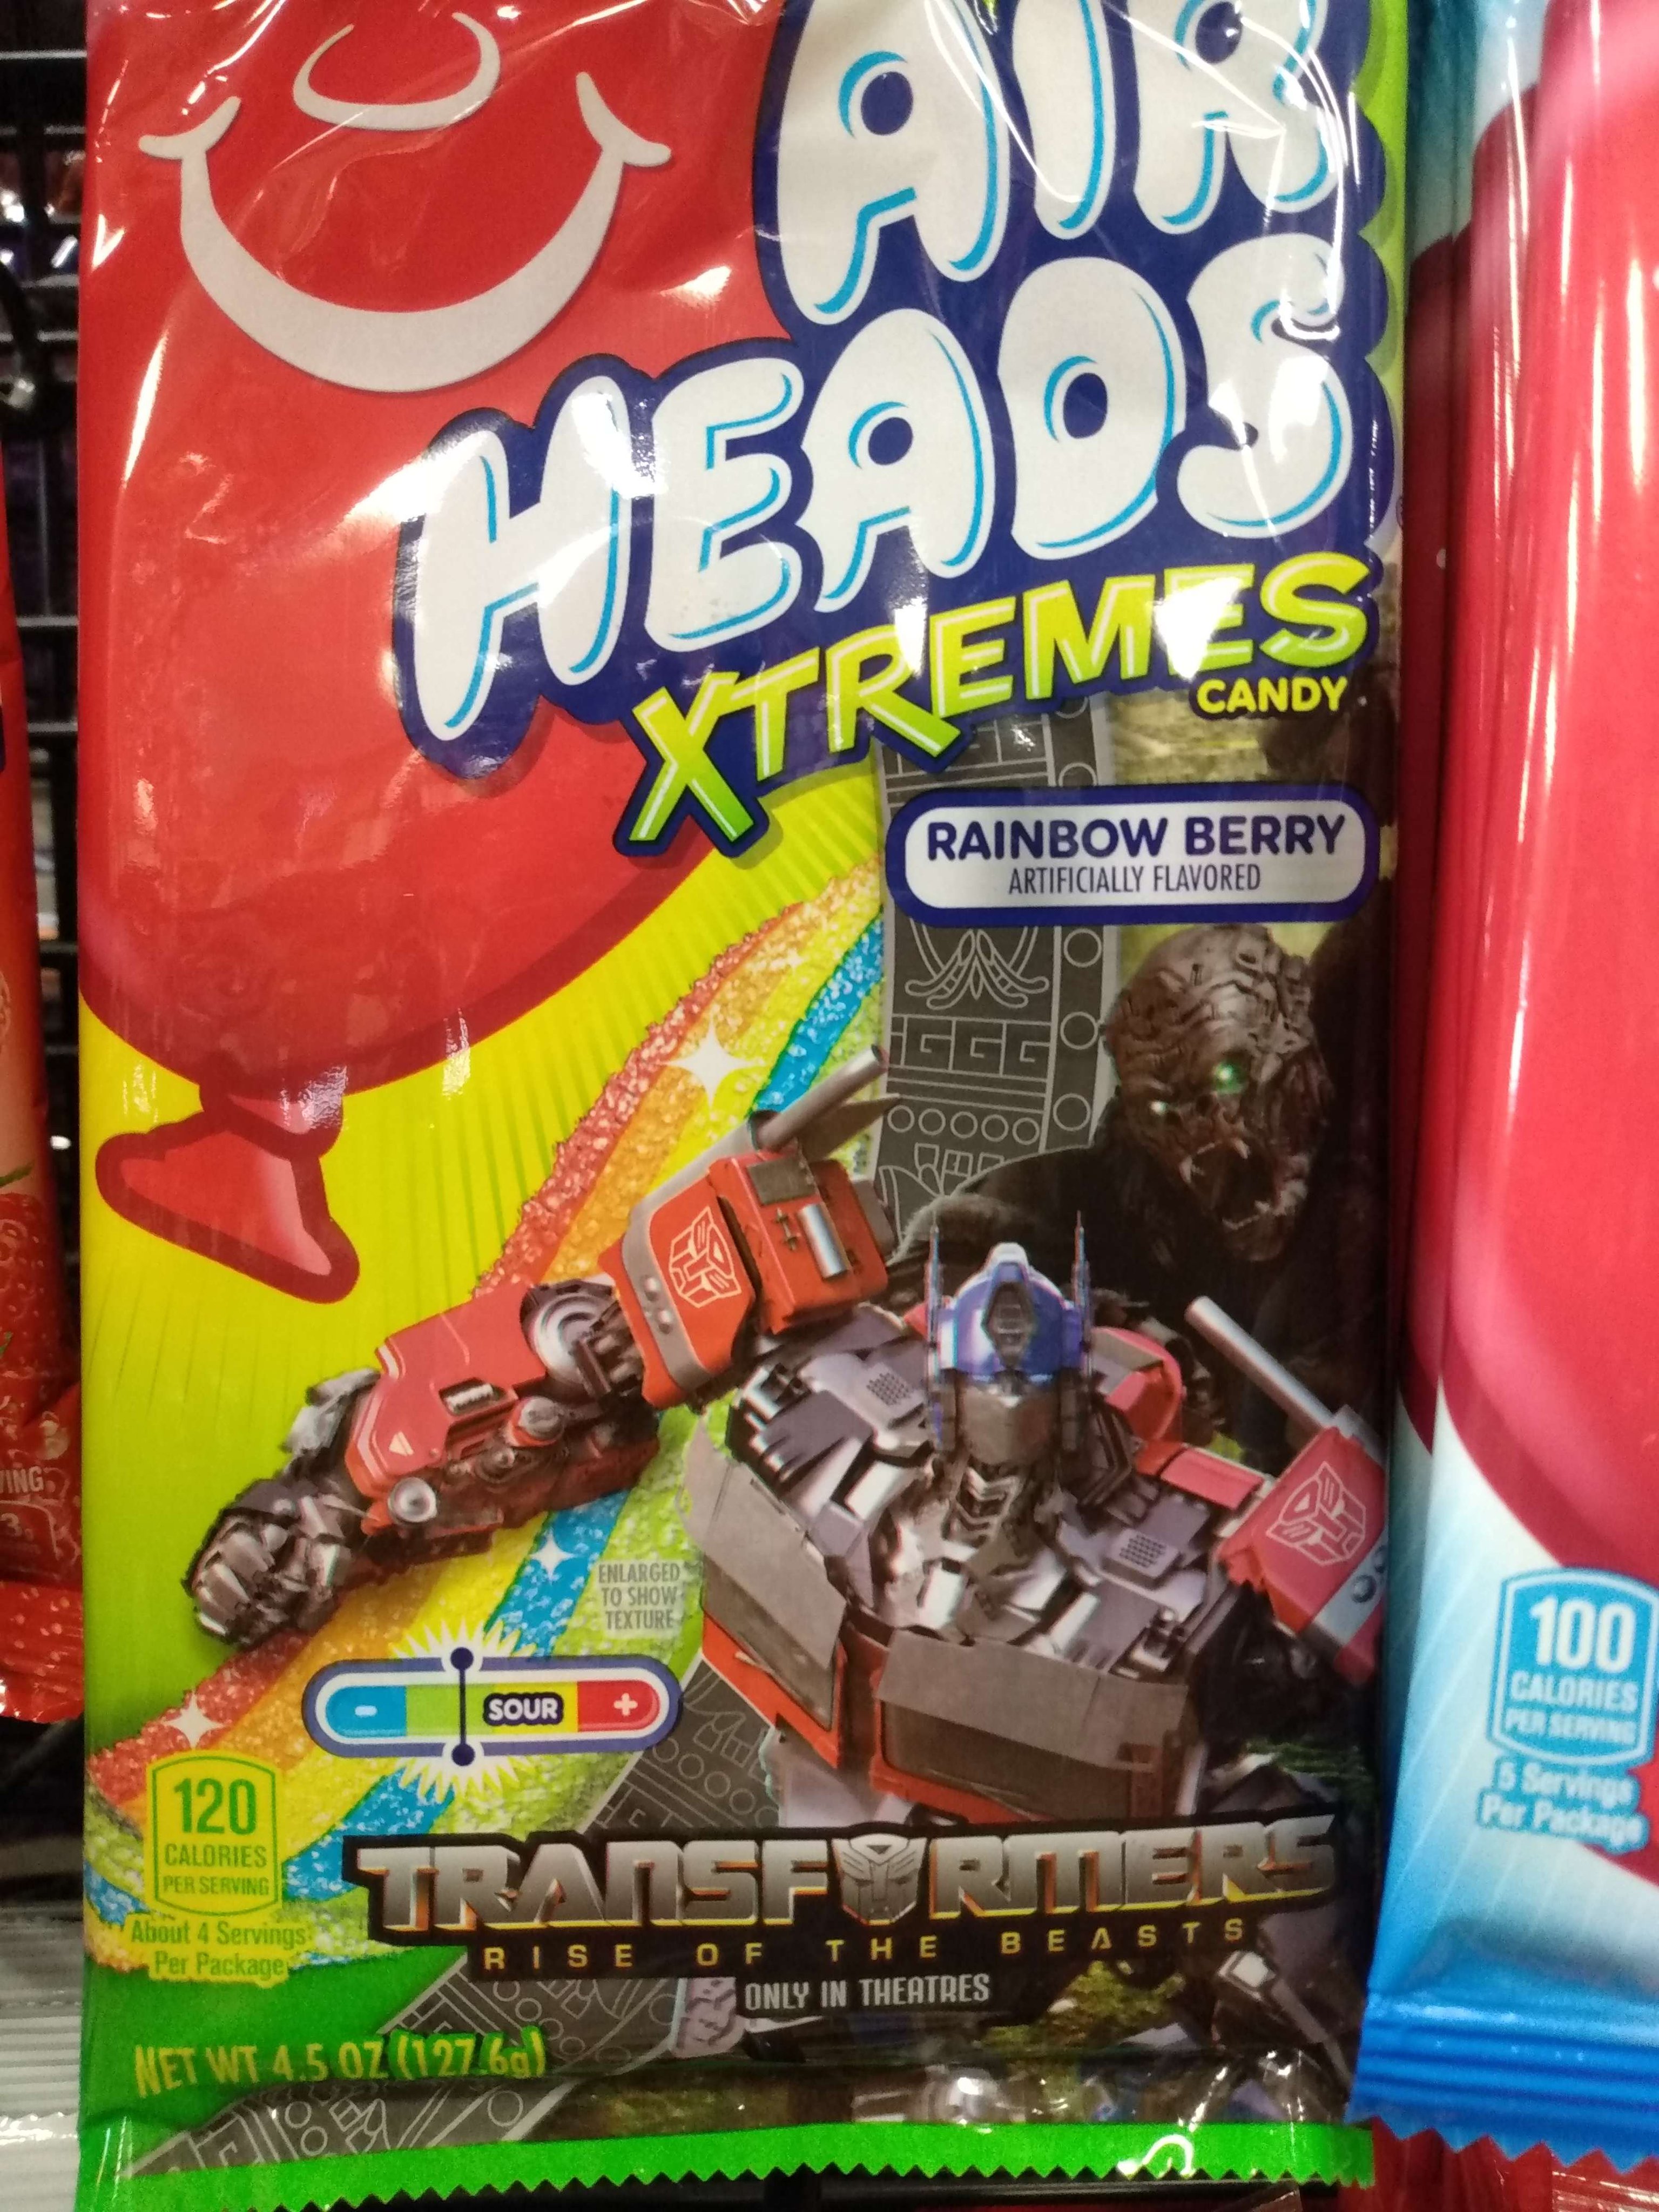 AIR
HEADS
XTREMES
CANDY
RAINBOW BERRY
ARTIFICIALLY FLAVORED
ENLARGED
TO SHOW
TEXTURE
- SOUR +
120
CALORIES
PER SERVING
About 4 Servings
Per Package
TRANSFORMERS
RISE OF THE BEASTS
ONLY IN THEATRES
NET WT 4.5 OZ (127.6g)
100
CALORIES
PER SERVING
5 Servings
Per Package